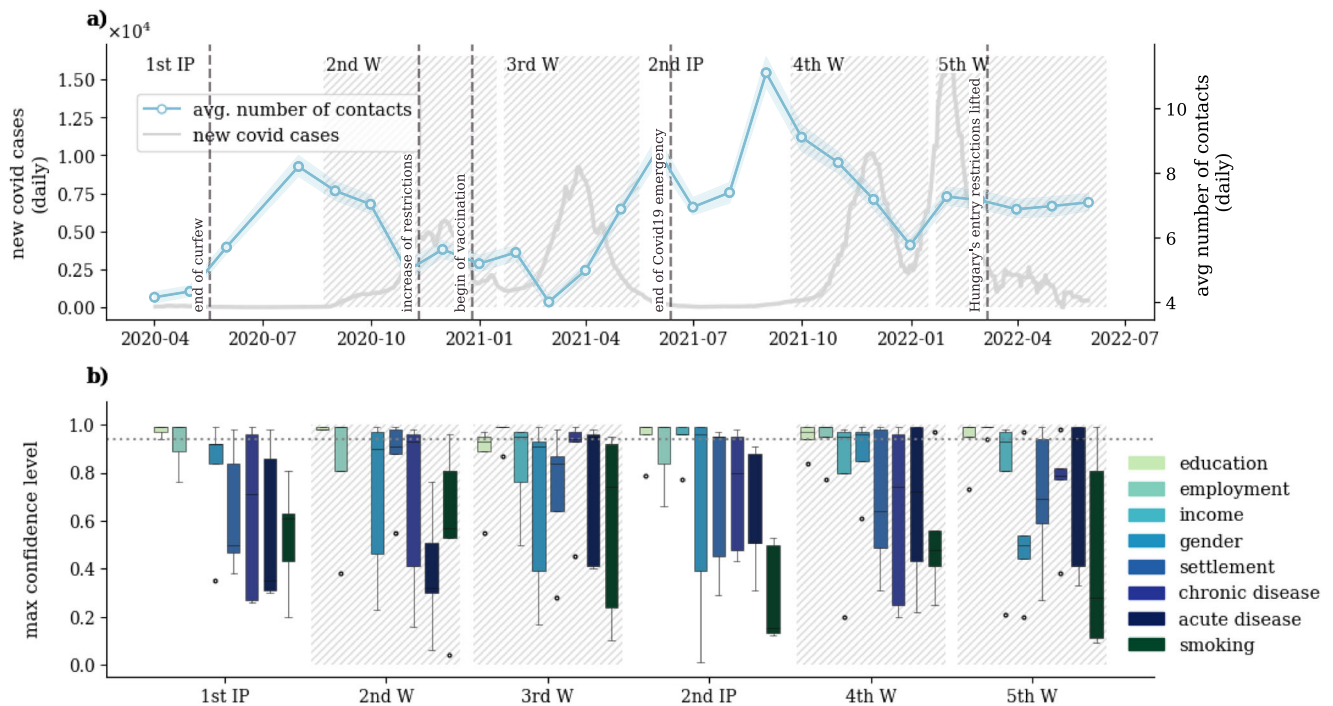 a)
×10⁴
1st IP
2nd W
3rd W
2nd IP
4th W
5th W
avg. number of contacts
new covid cases
end of curfew
increase of restrictions
begin of vaccination
end of Covid19 emergency
Hungary's entry restrictions lifted
new covid cases
(daily)
1.50
1.25
1.00
0.75
0.50
0.25
0.00
10
8
6
4
avg number of contacts
(daily)
2020-04
2020-07
2020-10
2021-01
2021-04
2021-07
2021-10
2022-01
2022-04
2022-07
b)
max confidence level
1.0
0.8
0.6
0.4
0.2
0.0
1st IP
2nd W
3rd W
2nd IP
4th W
5th W
education
employment
income
gender
settlement
chronic disease
acute disease
smoking